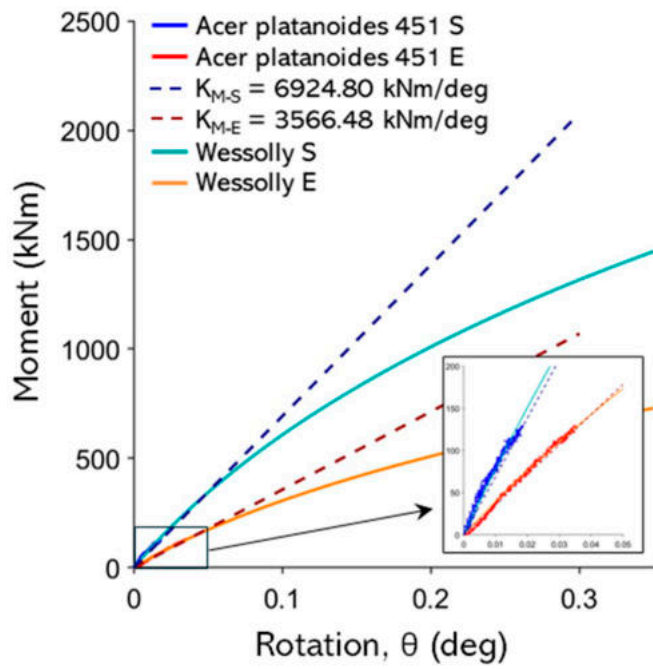 2500
2000
1500
1000
500
0
Moment (kNm)
Acer platanoides 451 S
Acer platanoides 451 E
K_M-S = 6924.80 kNm/deg
K_M-E = 3566.48 kNm/deg
Wessolly S
Wessolly E
200
150
100
50
0
0 0.01 0.02 0.03 0.04 0.05
0 0.1 0.2 0.3
Rotation, θ (deg)